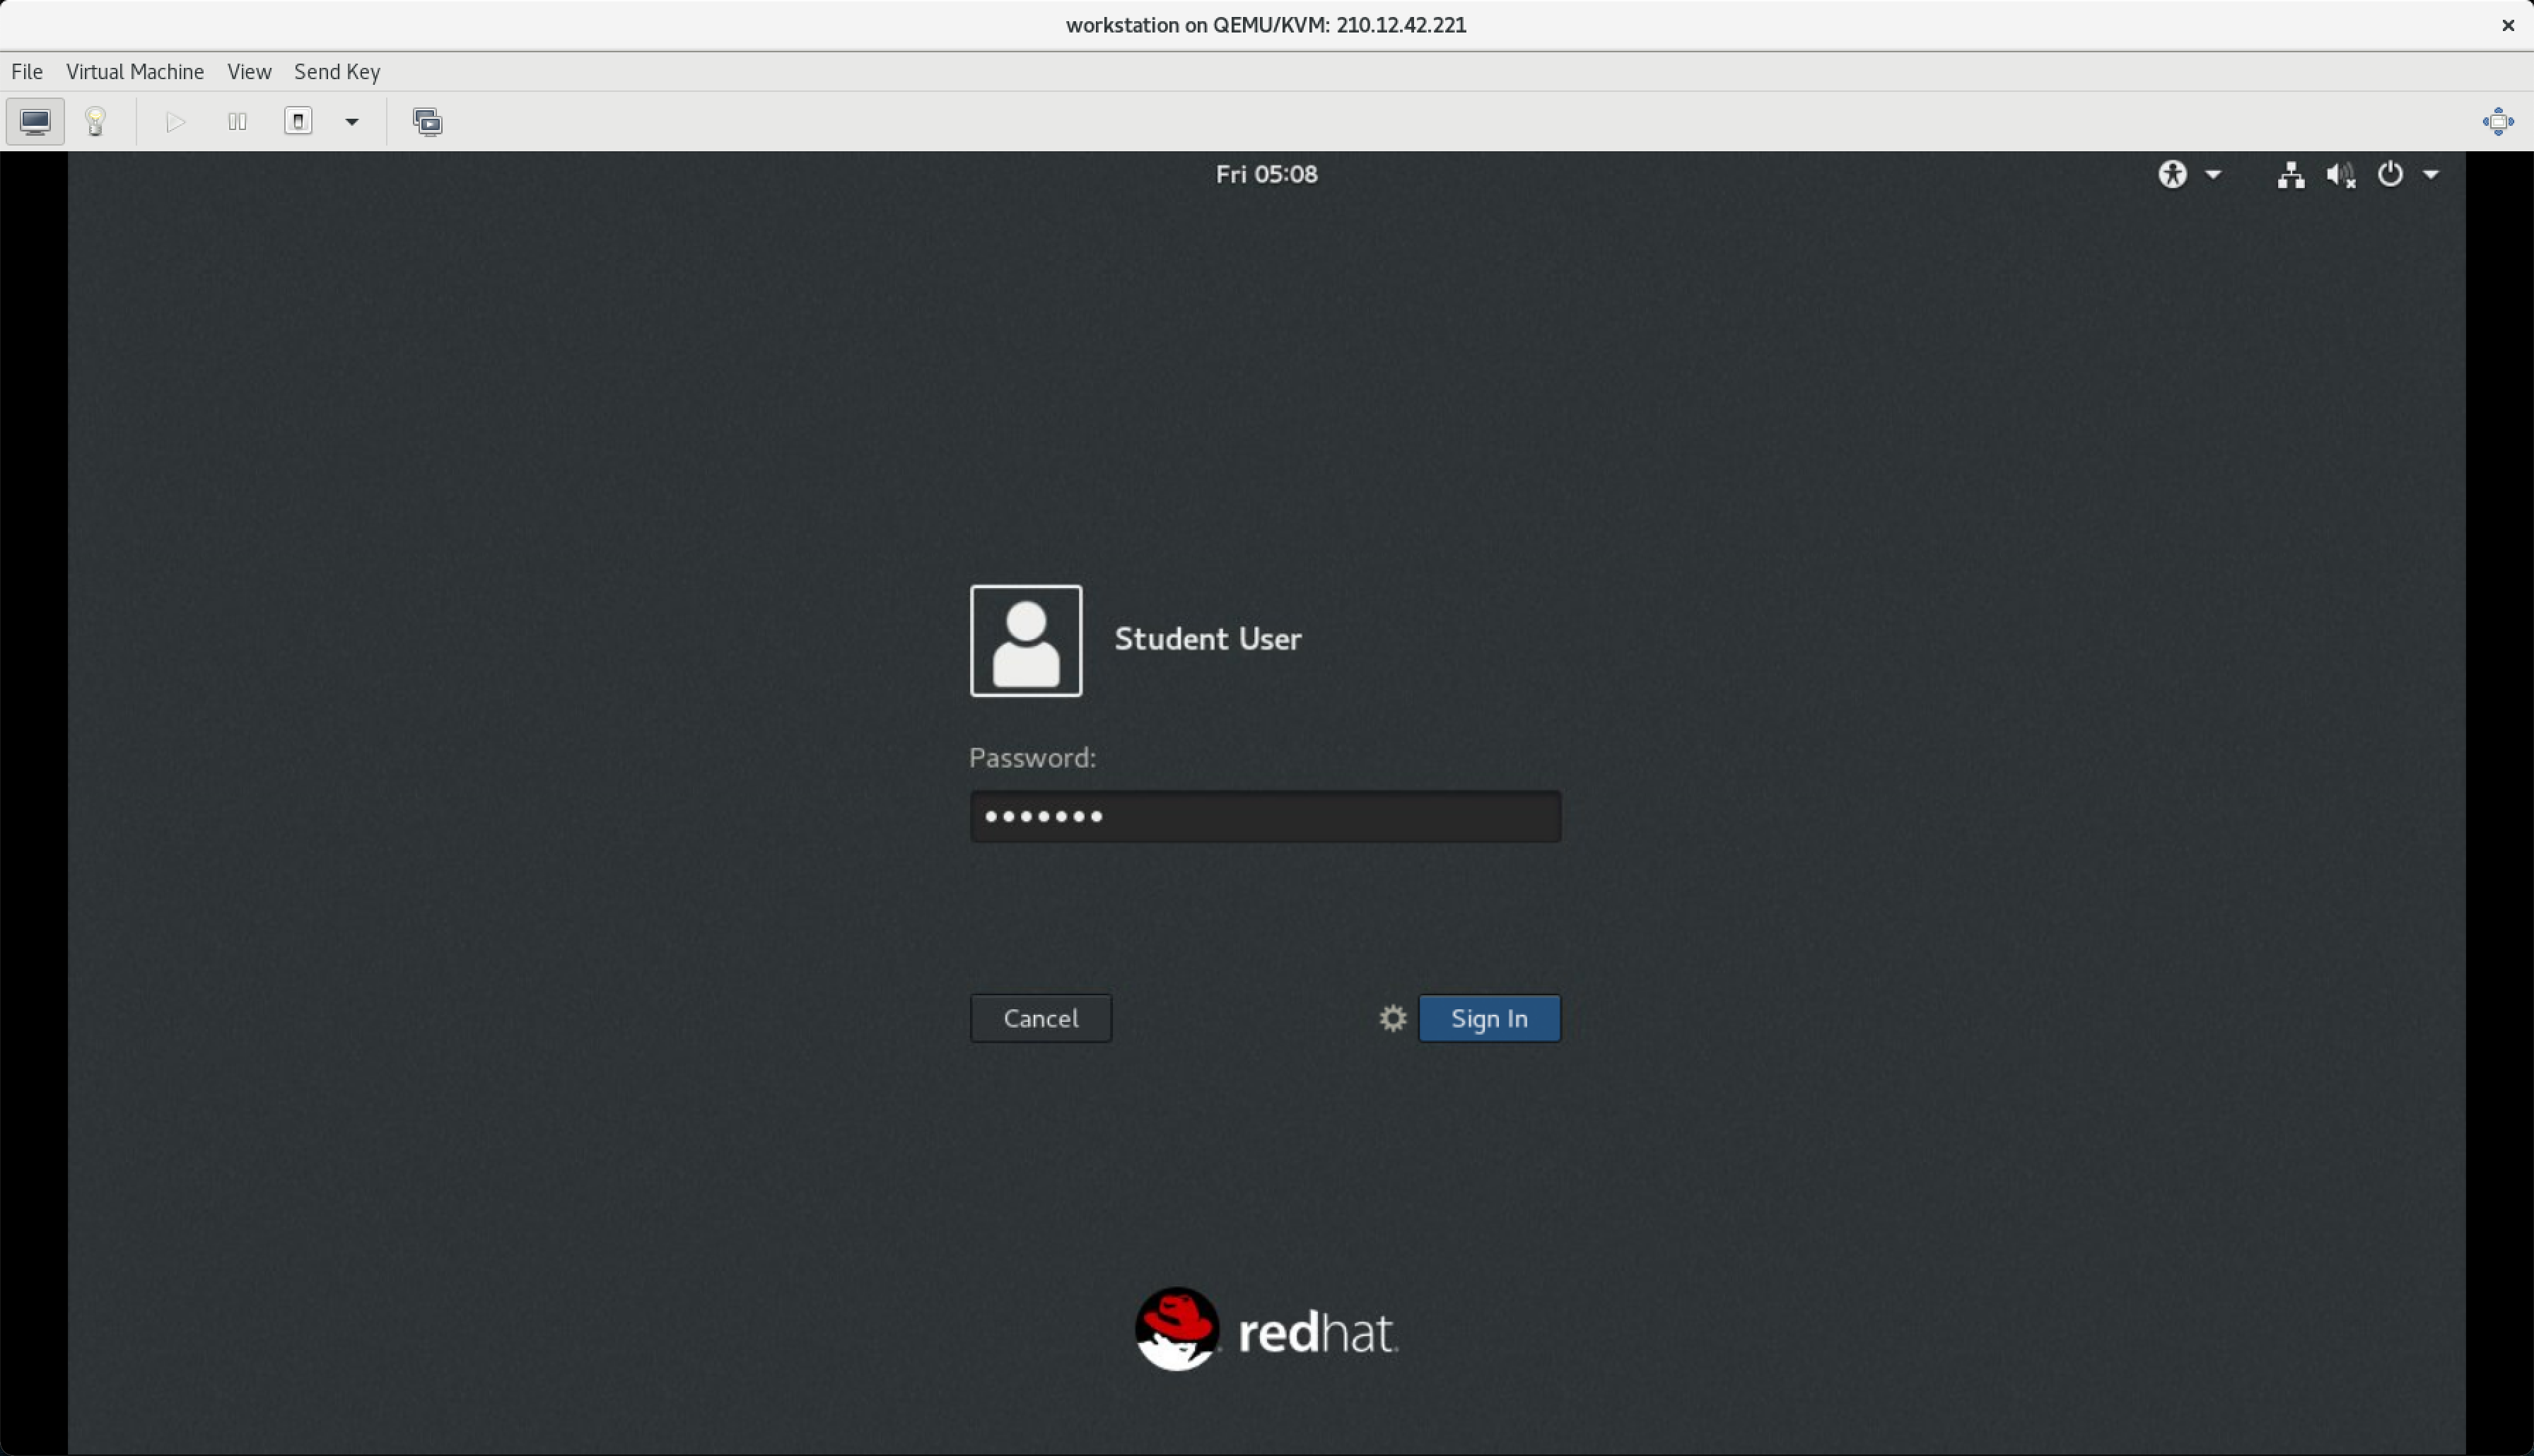 workstation on QEMU/KVM: 210.12.42.221
File Virtual Machine View Send Key
Fri 05:08
Student User
Password:
Cancel Sign In
redhat.